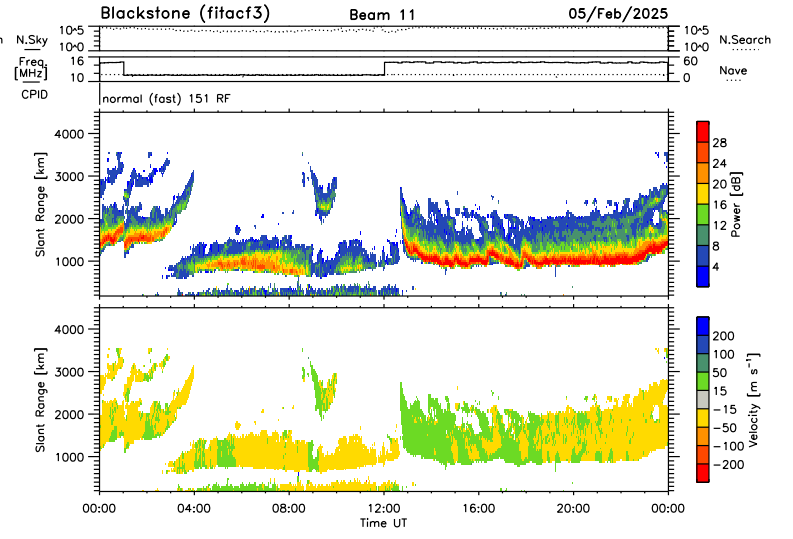 Blackstone (fitacf3) Beam 11 05/Feb/2025
n N.Sky 10^5 10^0 10^5 10^0 N.Search
Freq. [MHz] 16 10 60 0 Nave
CPID normal (fast) 151 RF
Slant Range [km]
4000
3000
2000
1000
28
24
20
16
12
8
4
Power [dB]
Slant Range [km]
4000
3000
2000
1000
200
100
50
15
-15
-50
-100
-200
Velocity [m s⁻¹]
00:00 04:00 08:00 12:00 16:00 20:00 00:00
Time UT